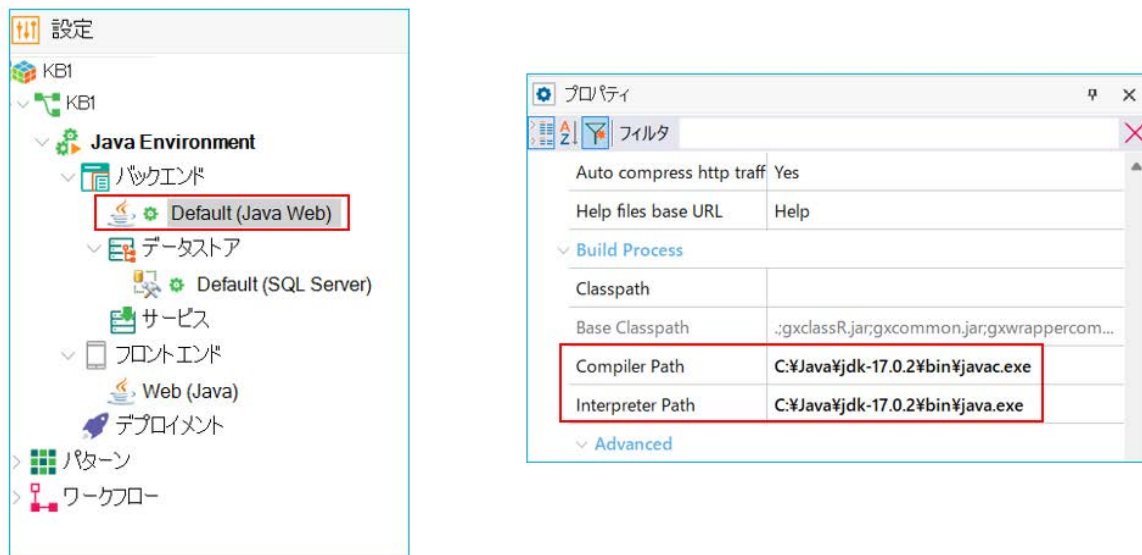 設定
KB1
KB1
Java Environment
バックエンド
Default (Java Web)
データストア
Default (SQL Server)
サービス
フロントエンド
Web (Java)
デプロイメント
パターン
ワークフロー
プロパティ
フィルタ
Auto compress http traff Yes
Help files base URL Help
Build Process
Classpath
Base Classpath .;gxclassR.jar;gxcommon.jar;gxwrappercom...
Compiler Path C:¥Java¥jdk-17.0.2¥bin¥javac.exe
Interpreter Path C:¥Java¥jdk-17.0.2¥bin¥java.exe
Advanced